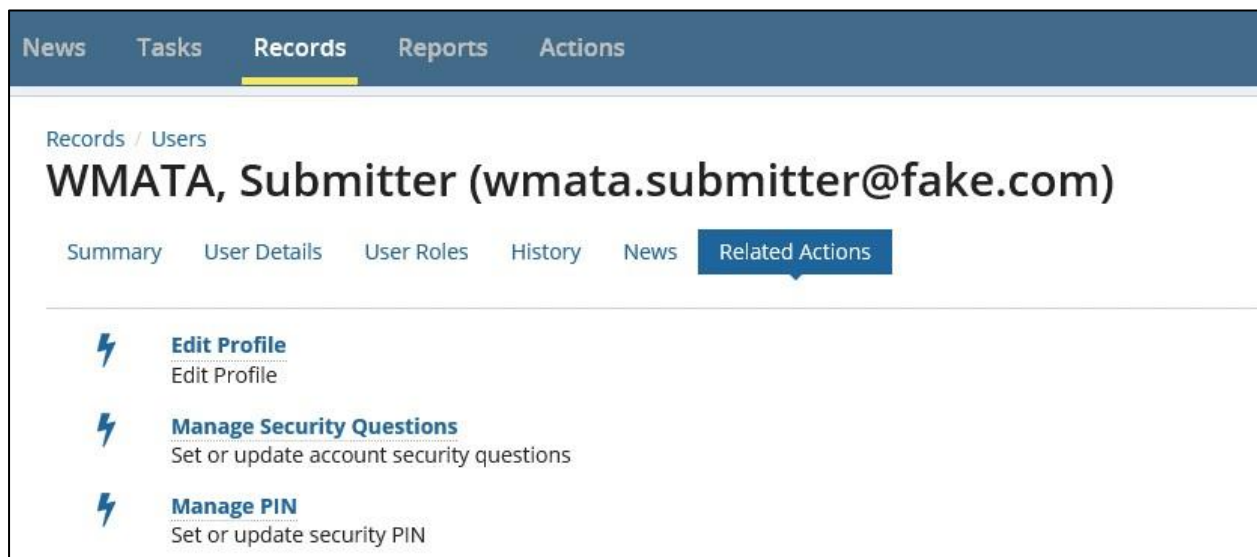 News Tasks Records Reports Actions
Records / Users
WMATA, Submitter (wmata.submitter@fake.com)
Summary User Details User Roles History News Related Actions
Edit Profile
Edit Profile
Manage Security Questions
Set or update account security questions
Manage PIN
Set or update security PIN